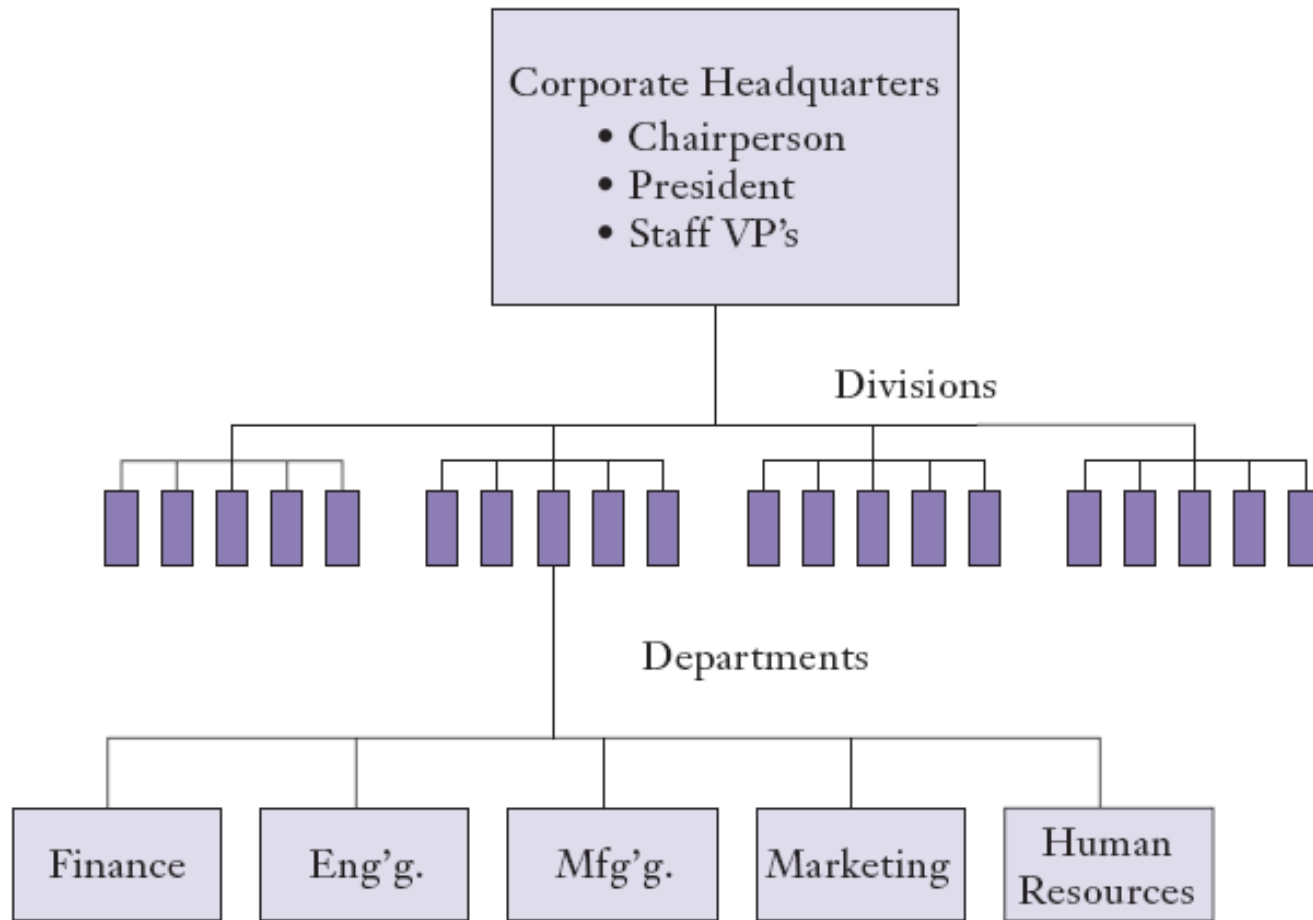 Corporate Headquarters
• Chairperson
• President
• Staff VP’s
Divisions
Departments
Finance
Eng’g.
Mfg’g.
Marketing
Human
Resources